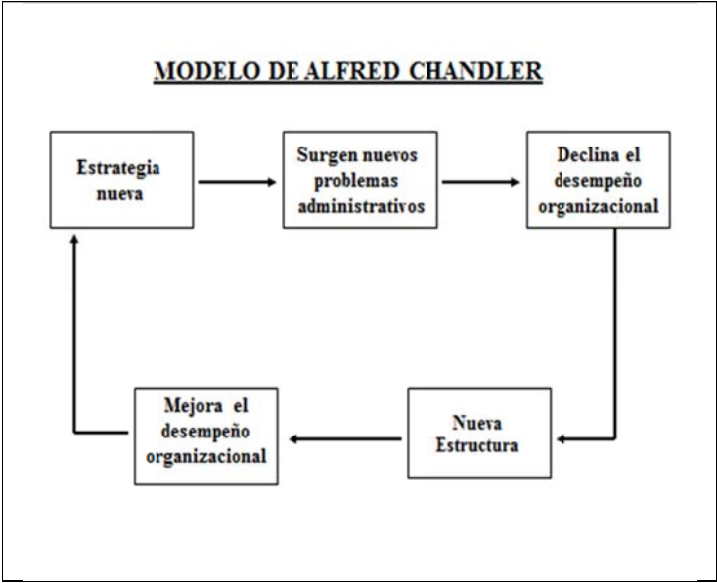 MODELO DE ALFRED CHANDLER
Estrategia
nueva
Surgen nuevos
problemas
administrativos
Declina el
desempeño
organizacional
Mejora el
desempeño
organizacional
Nueva
Estructura